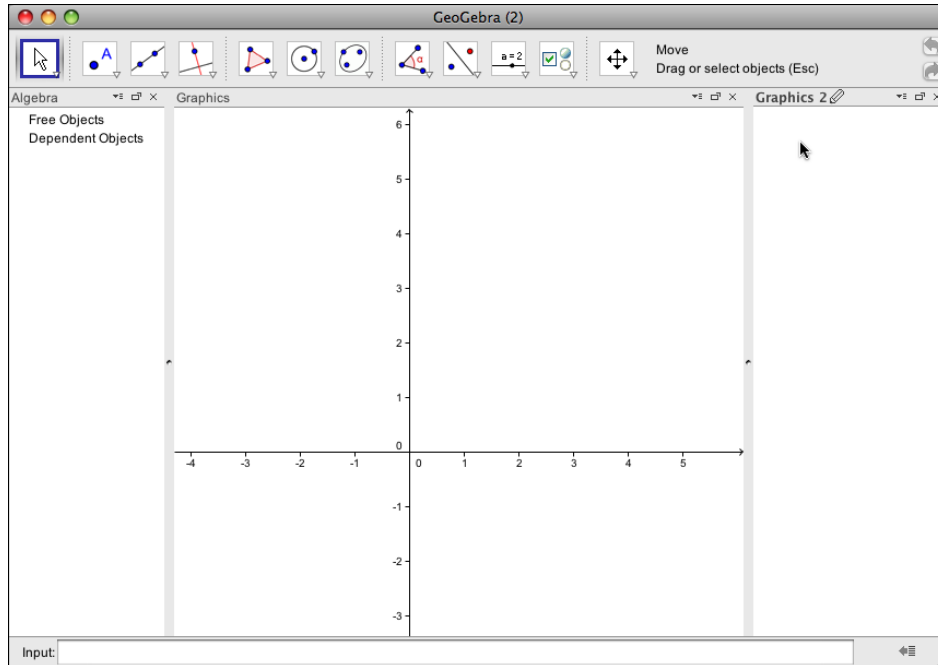 GeoGebra (2)
A
α
a = 2
Move
Drag or select objects (Esc)
Algebra
Graphics
Graphics 2
Free Objects
Dependent Objects
6
5
4
3
2
1
0
-4 -3 -2 -1 0 1 2 3 4 5
-1
-2
-3
Input: